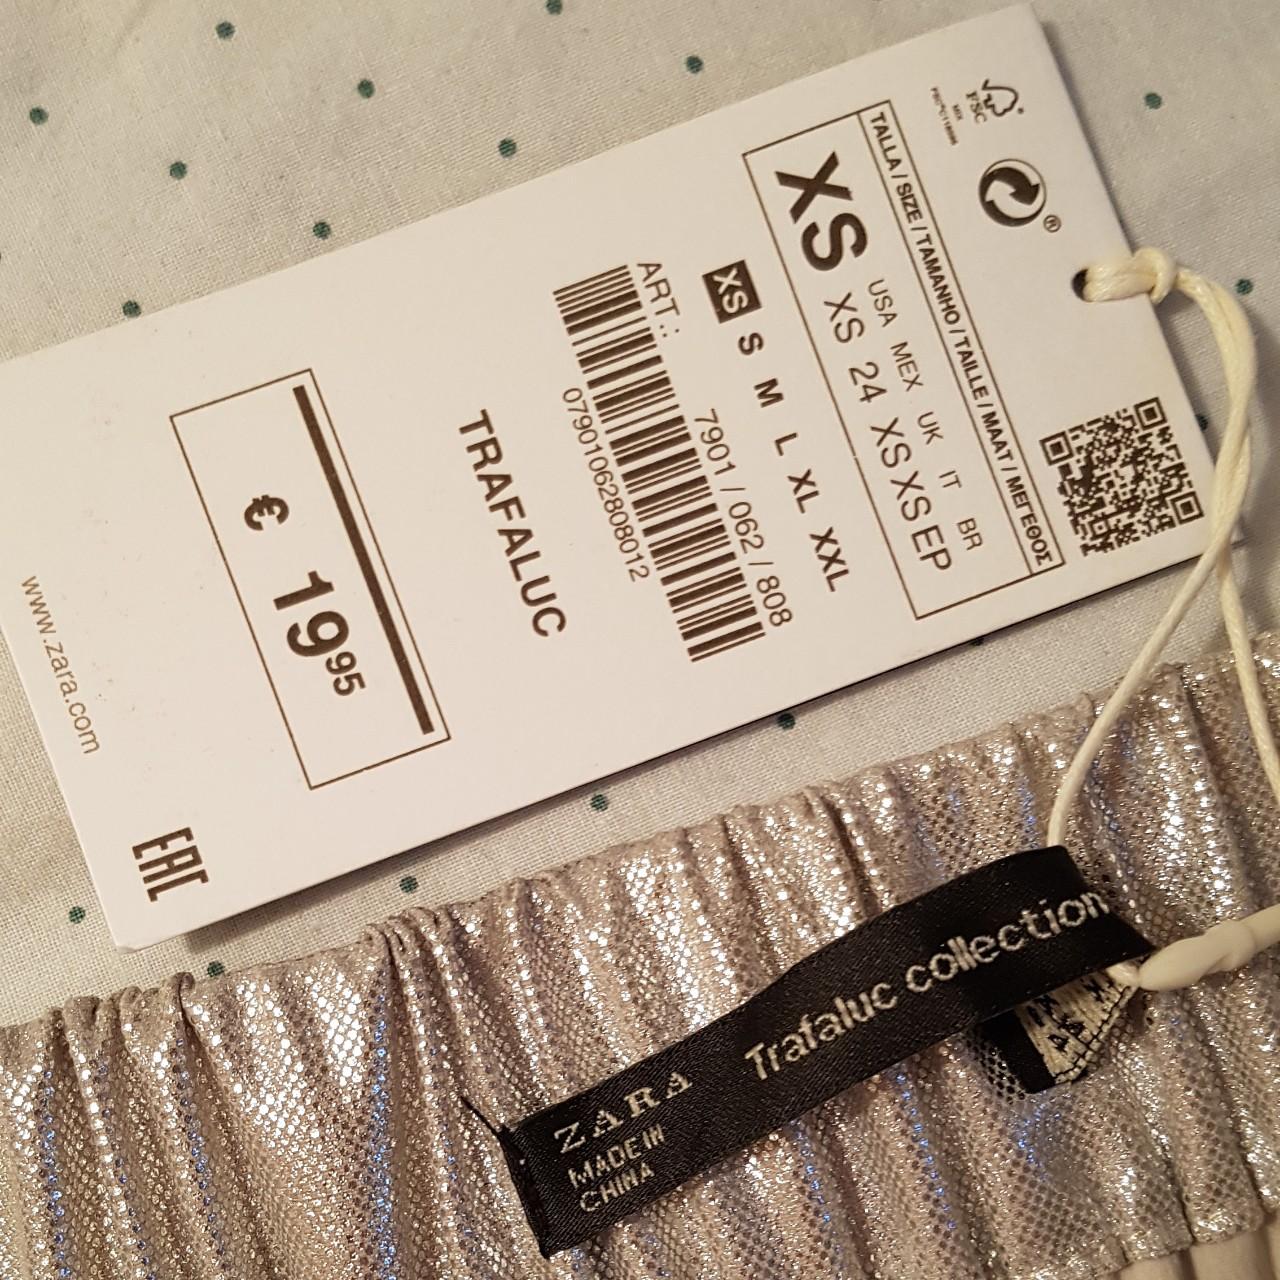 FSC
MIX
TALLA / SIZE / TAMANHO / TAILLE / MAAT / ΜΕΓΕΘΟΣ
USA MEX UK IT BR
XS XS 24 XS XS EP
XS S M L XL XXL
ART.: 7901 / 062 / 808
07901062808012
TRAFALUC
€ 19 95
www.zara.com
EAC
ZARA
MADE IN
CHINA
Trafaluc collection